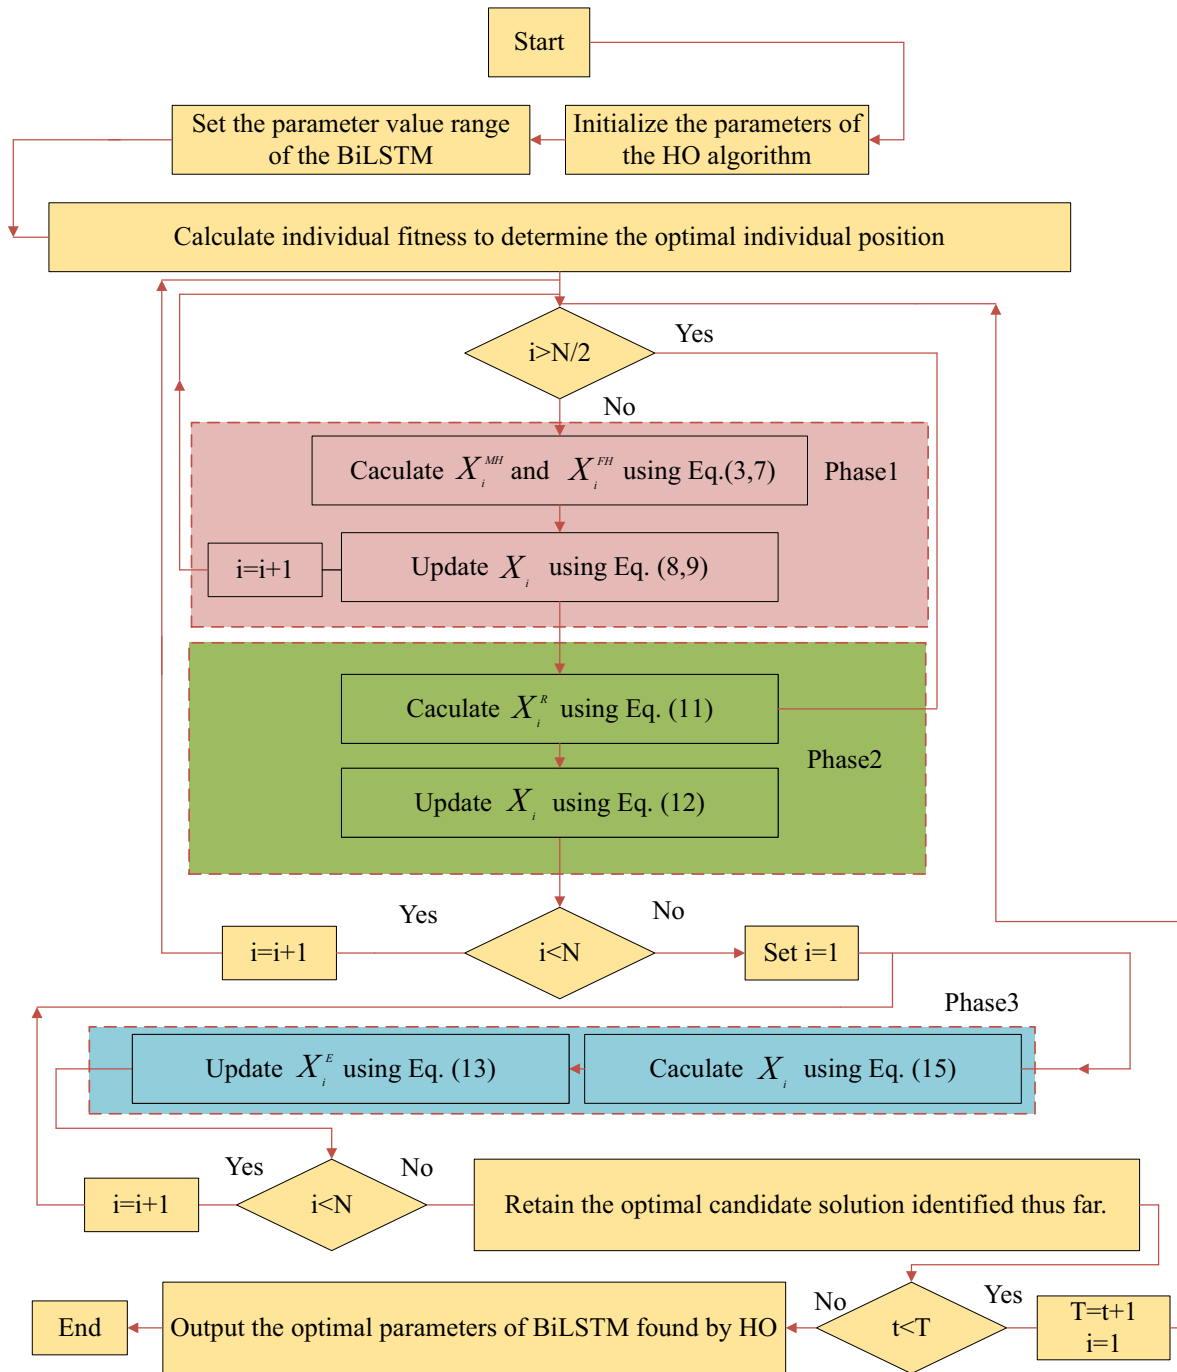 Start
Set the parameter value range
of the BiLSTM
Initialize the parameters of
the HO algorithm
Calculate individual fitness to determine the optimal individual position
i>N/2
Yes
No
Caculate X_i^{MH} and X_i^{FH} using Eq.(3,7)
Phase1
i=i+1
Update X_i using Eq. (8,9)
Caculate X_i^R using Eq. (11)
Phase2
Update X_i using Eq. (12)
Yes
No
i=i+1
i<N
Set i=1
Phase3
Update X_i^E using Eq. (13)
Caculate X_i using Eq. (15)
Yes
No
i=i+1
i<N
Retain the optimal candidate solution identified thus far.
End
Output the optimal parameters of BiLSTM found by HO
No
t<T
Yes
T=t+1
i=1